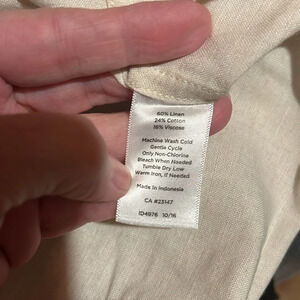 60% Linen
24% Cotton
16% Viscose
Machine Wash Cold
Gentle Cycle
Only Non-Chlorine
Bleach When Needed
Tumble Dry Low
Warm Iron, If Needed
Made In Indonesia
CA #23147
ID4976 10/16